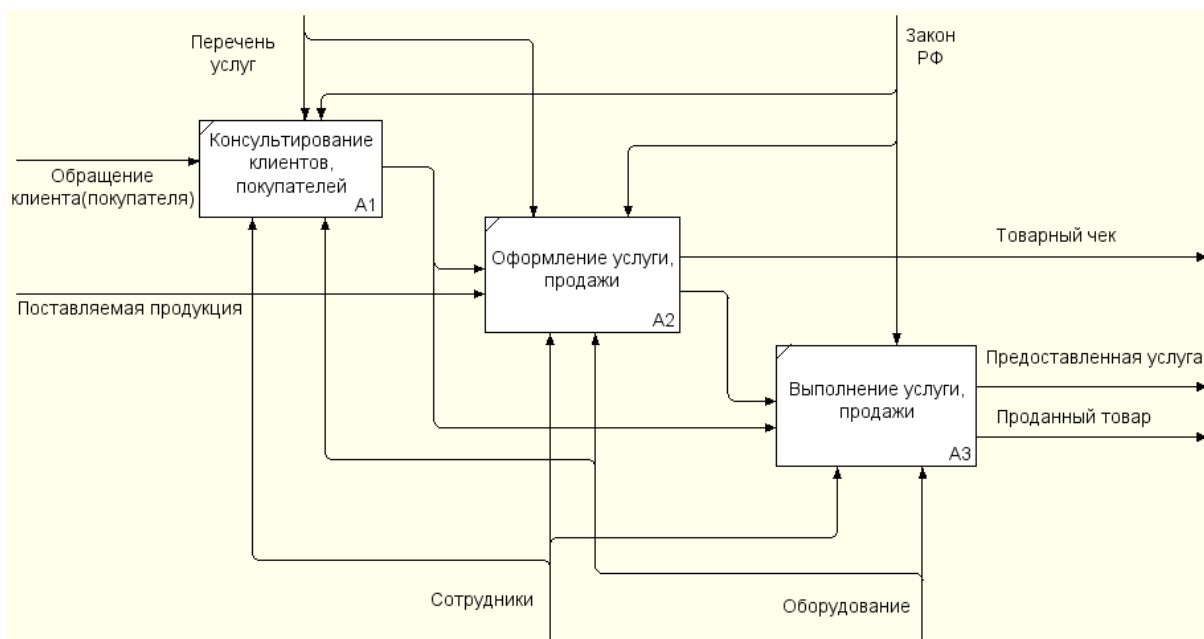 Перечень
услуг
Закон
РФ
Консультирование
клиентов,
покупателей
A1
Обращение
клиента(покупателя)
Оформление услуги,
продажи
A2
Товарный чек
Поставляемая продукция
Выполнение услуги,
продажи
A3
Предоставленная услуга
Проданный товар
Сотрудники
Оборудование